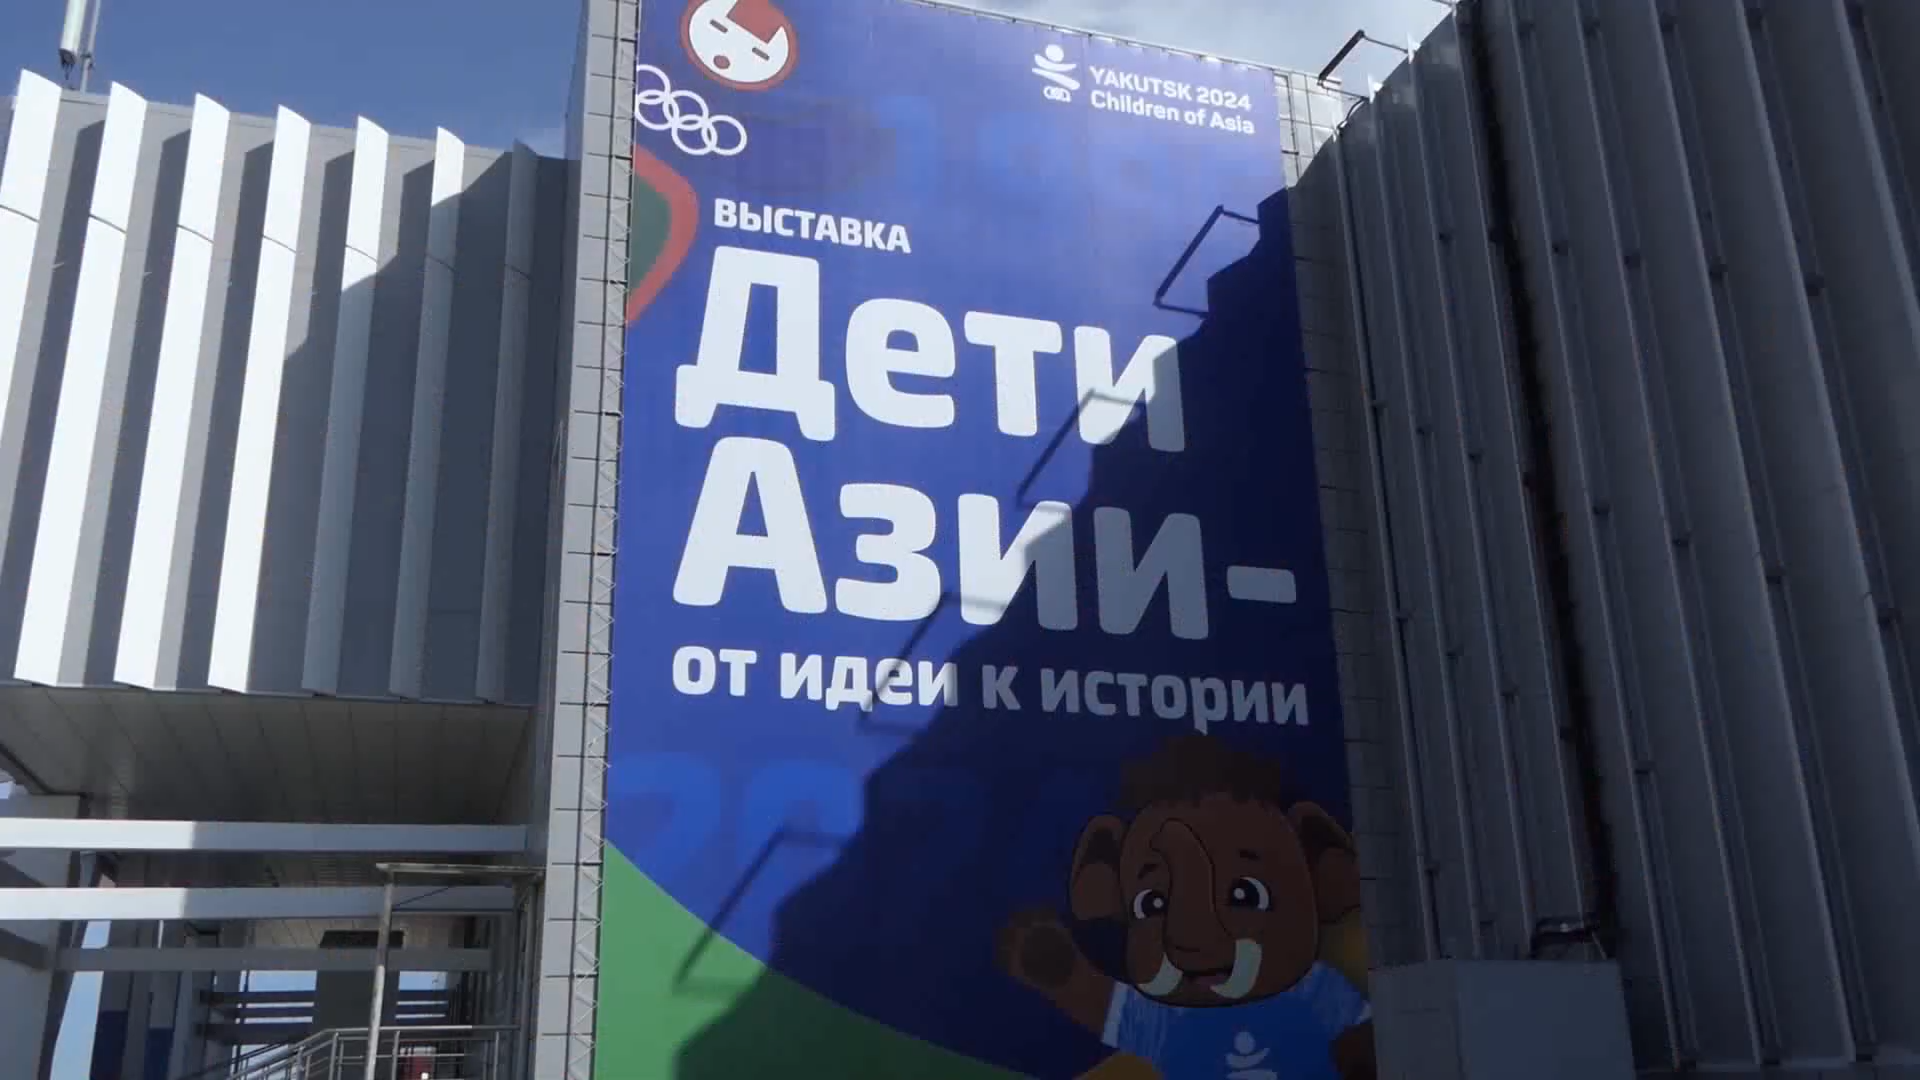 YAKUTSK 2024
Children of Asia
ВЫСТАВКА
Дети
Азии-
от идеи к истории